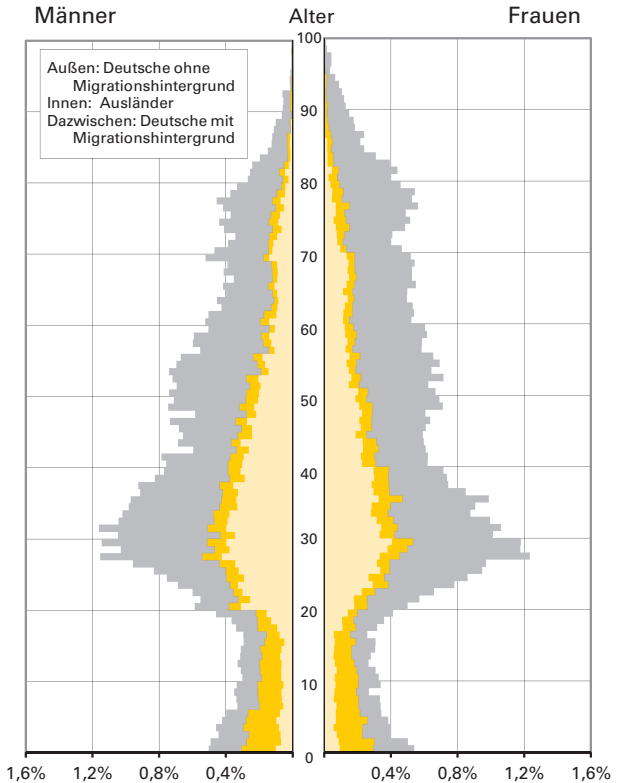 Männer Alter Frauen
100
Außen: Deutsche ohne
Migrationshintergrund
Innen: Ausländer
Dazwischen: Deutsche mit
Migrationshintergrund
90
80
70
60
50
40
30
20
10
0
1,6% 1,2% 0,8% 0,4% 0,4% 0,8% 1,2% 1,6%